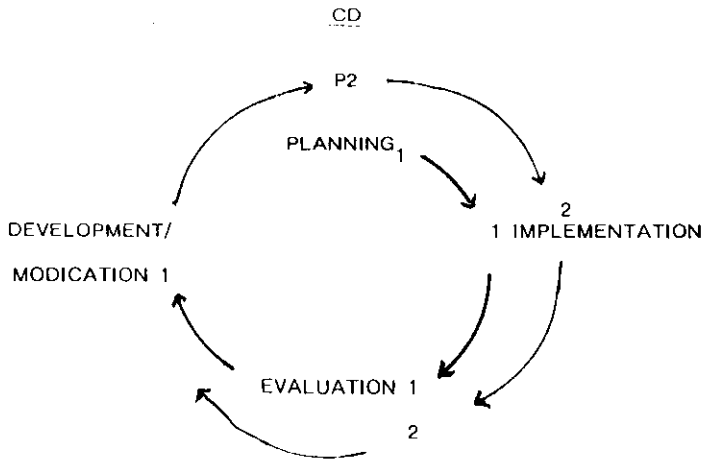 CD
P2
PLANNING1
2
DEVELOPMENT/
1 IMPLEMENTATION
MODICATION 1
EVALUATION 1
2